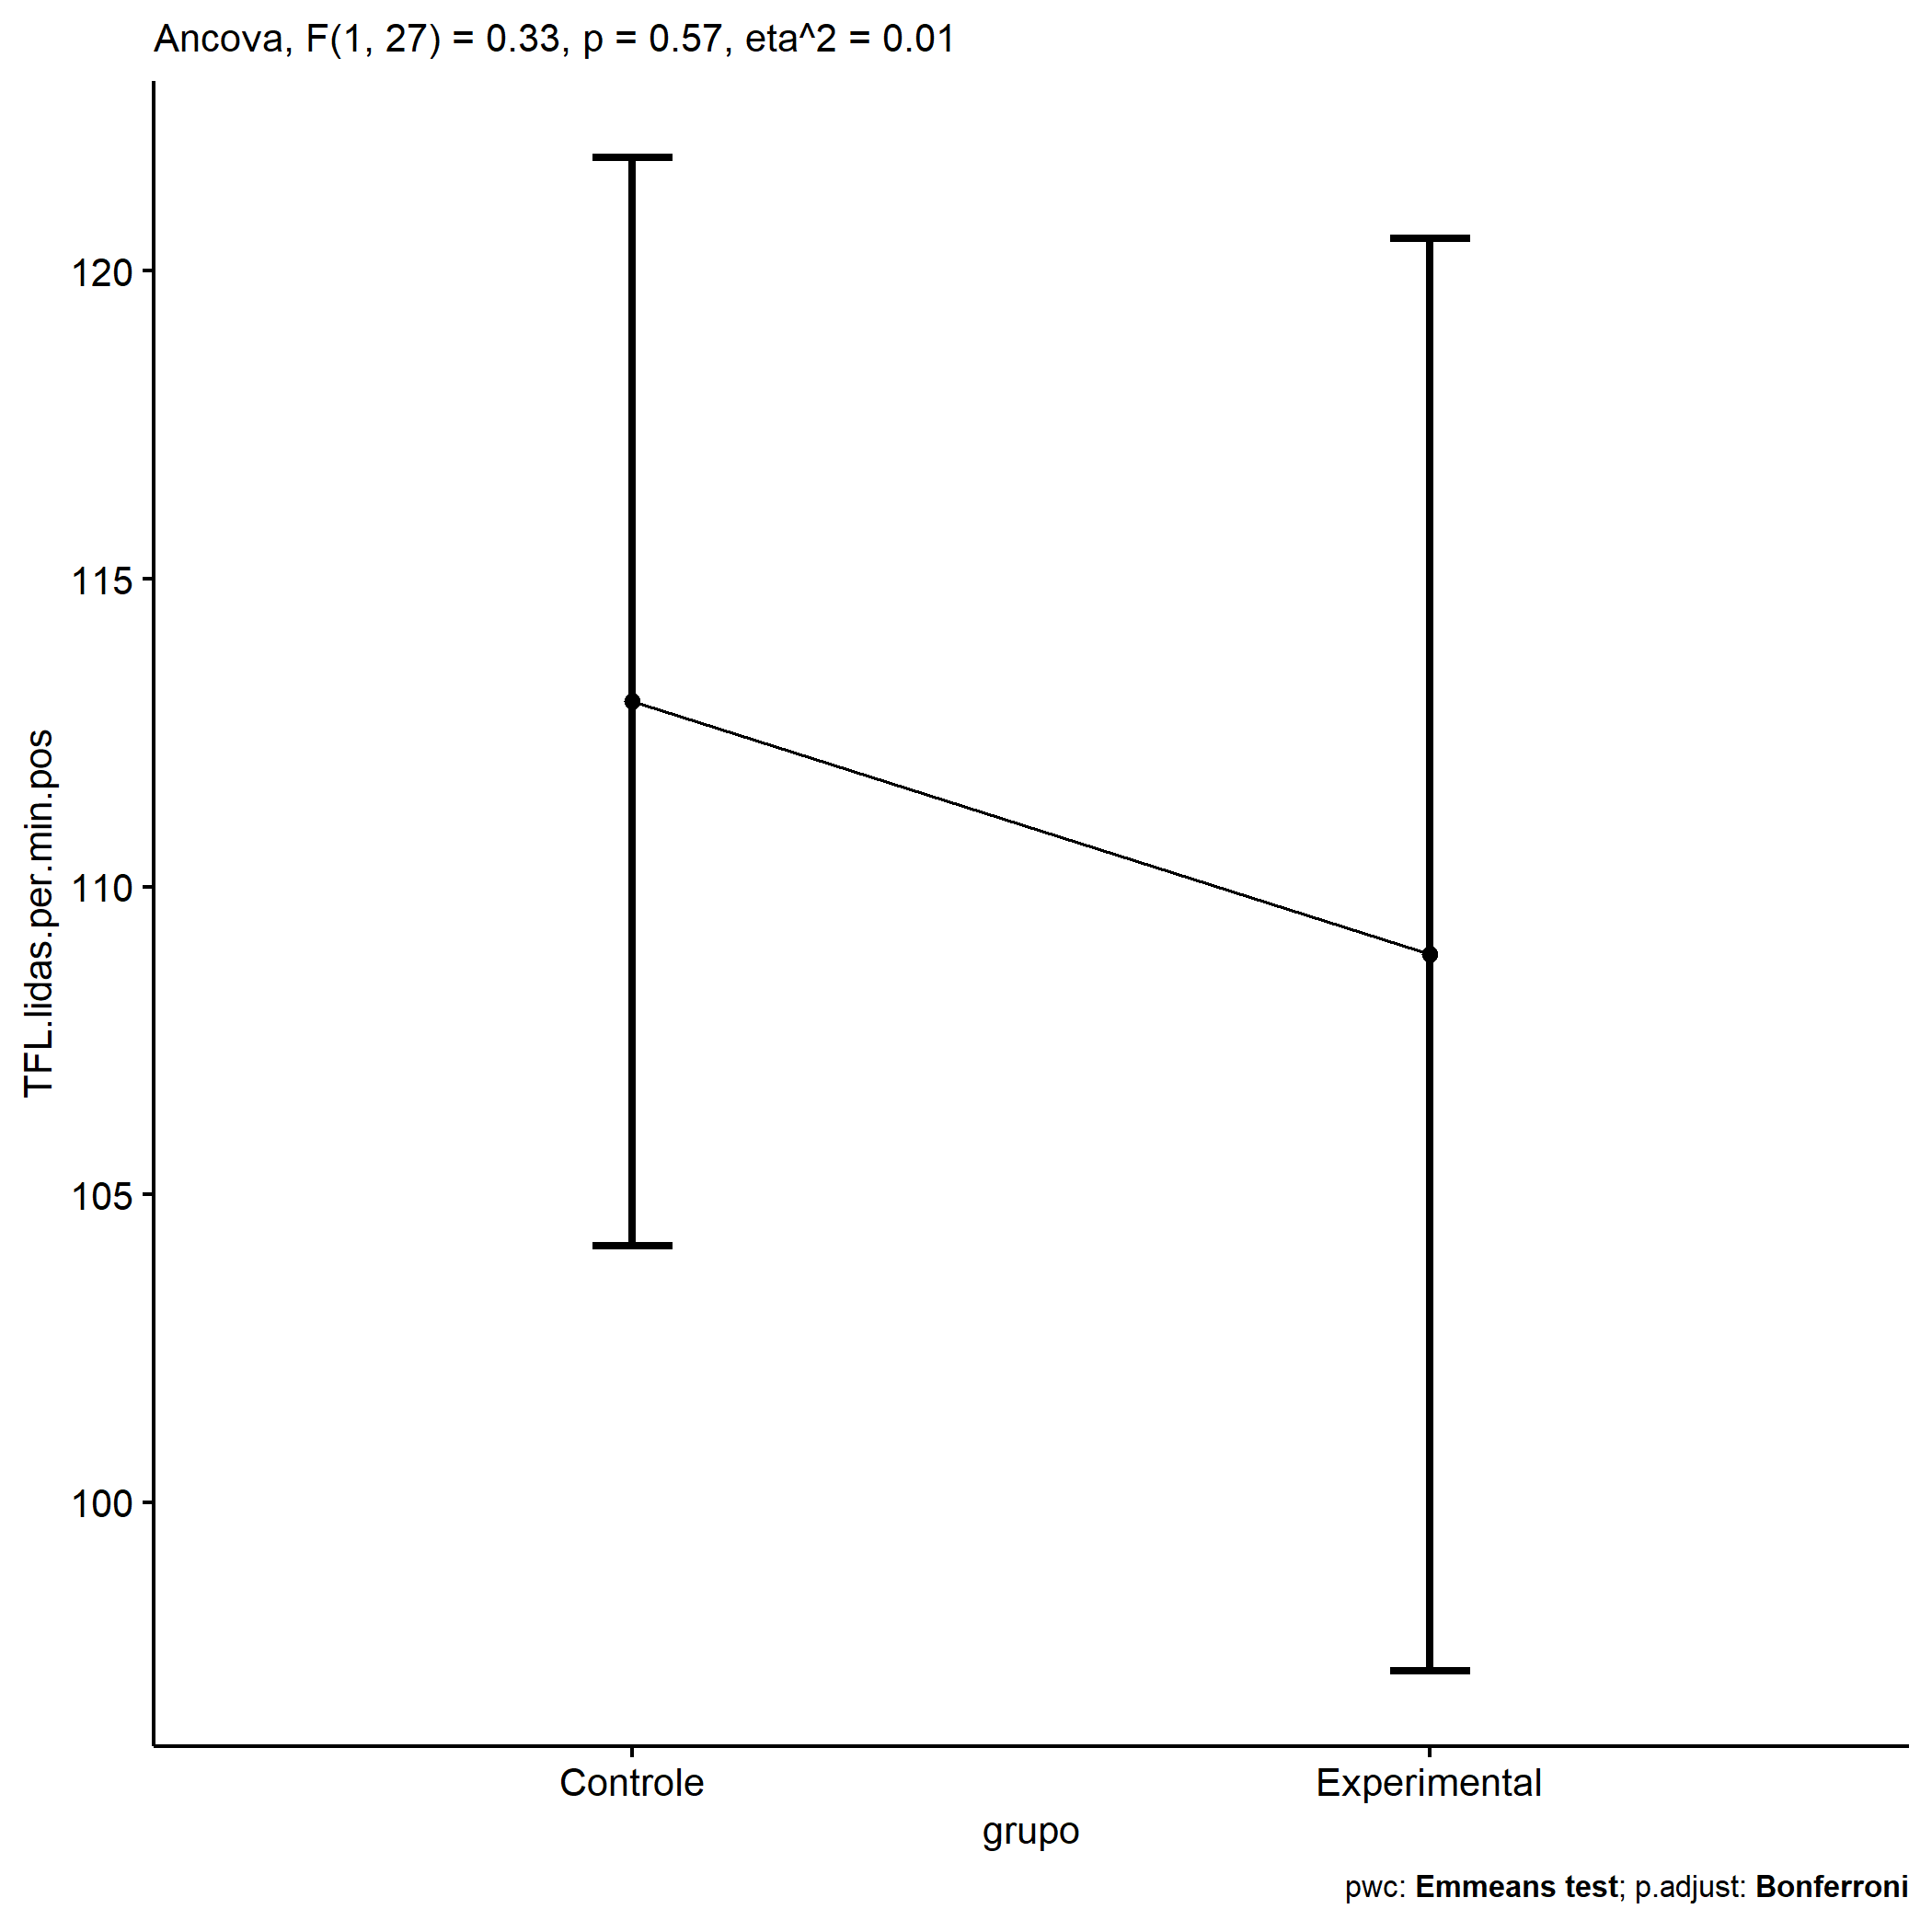 Ancova, F(1, 27) = 0.33, p = 0.57, eta^2 = 0.01
TFL.lidas.per.min.pos
120
115
110
105
100
Controle
Experimental
grupo
pwc: Emmeans test; p.adjust: Bonferroni